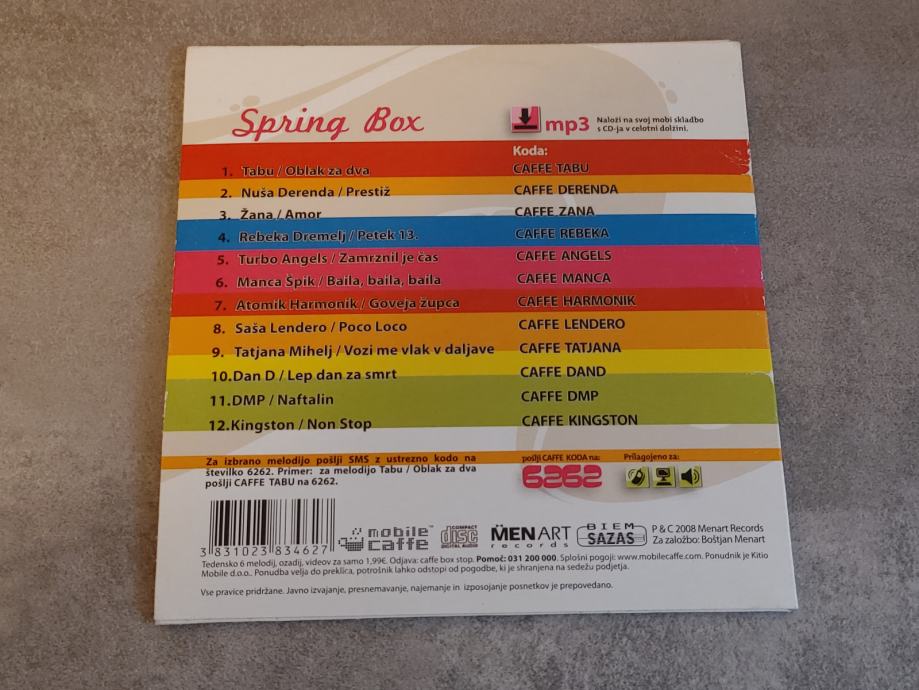 Spring Box
mp3 Naloži na svoj mobi skladbo
s CD-ja v celotni dolžini.
Koda:
1. Tabu / Oblak za dva CAFFE TABU
2. Nuša Derenda / Prestiž CAFFE DERENDA
3. Žana / Amor CAFFE ZANA
4. Rebeka Dremelj / Petek 13. CAFFE REBEKA
5. Turbo Angels / Zamrznil je čas CAFFE ANGELS
6. Manca Špik / Baila, baila, baila CAFFE MANCA
7. Atomik Harmonik / Goveja župca CAFFE HARMONIK
8. Saša Lendero / Poco Loco CAFFE LENDERO
9. Tatjana Mihelj / Vozi me vlak v daljave CAFFE TATJANA
10.Dan D / Lep dan za smrt CAFFE DAND
11.DMP / Naftalin CAFFE DMP
12.Kingston / Non Stop CAFFE KINGSTON
Za izbrano melodijo pošlji SMS z ustrezno kodo na
številko 6262. Primer: za melodijo Tabu / Oblak za dva
pošlji CAFFE TABU na 6262.
pošlji CAFFE KODA na:
6262
Prilagojeno za:
3 831023 834627
mobile
caffe
COMPACT
disc
DIGITAL AUDIO
MENART
records
BIEM
SAZAS
P & C 2008 Menart Records
Za založbo: Boštjan Menart
Tedensko 6 melodij, ozadij, videov za samo 1,99€. Odjava: caffe box stop. Pomoč: 031 200 000. Splošni pogoji: www.mobilecaffe.com. Ponudnik je Kitio
Mobile d.o.o.. Ponudba velja do preklica, potrošnik lahko odstopi od pogodbe, ki je shranjena na sedežu podjetja.
Vse pravice pridržane. Javno izvajanje, presnemavanje, najemanje in izposojanje posnetkov je prepovedano.